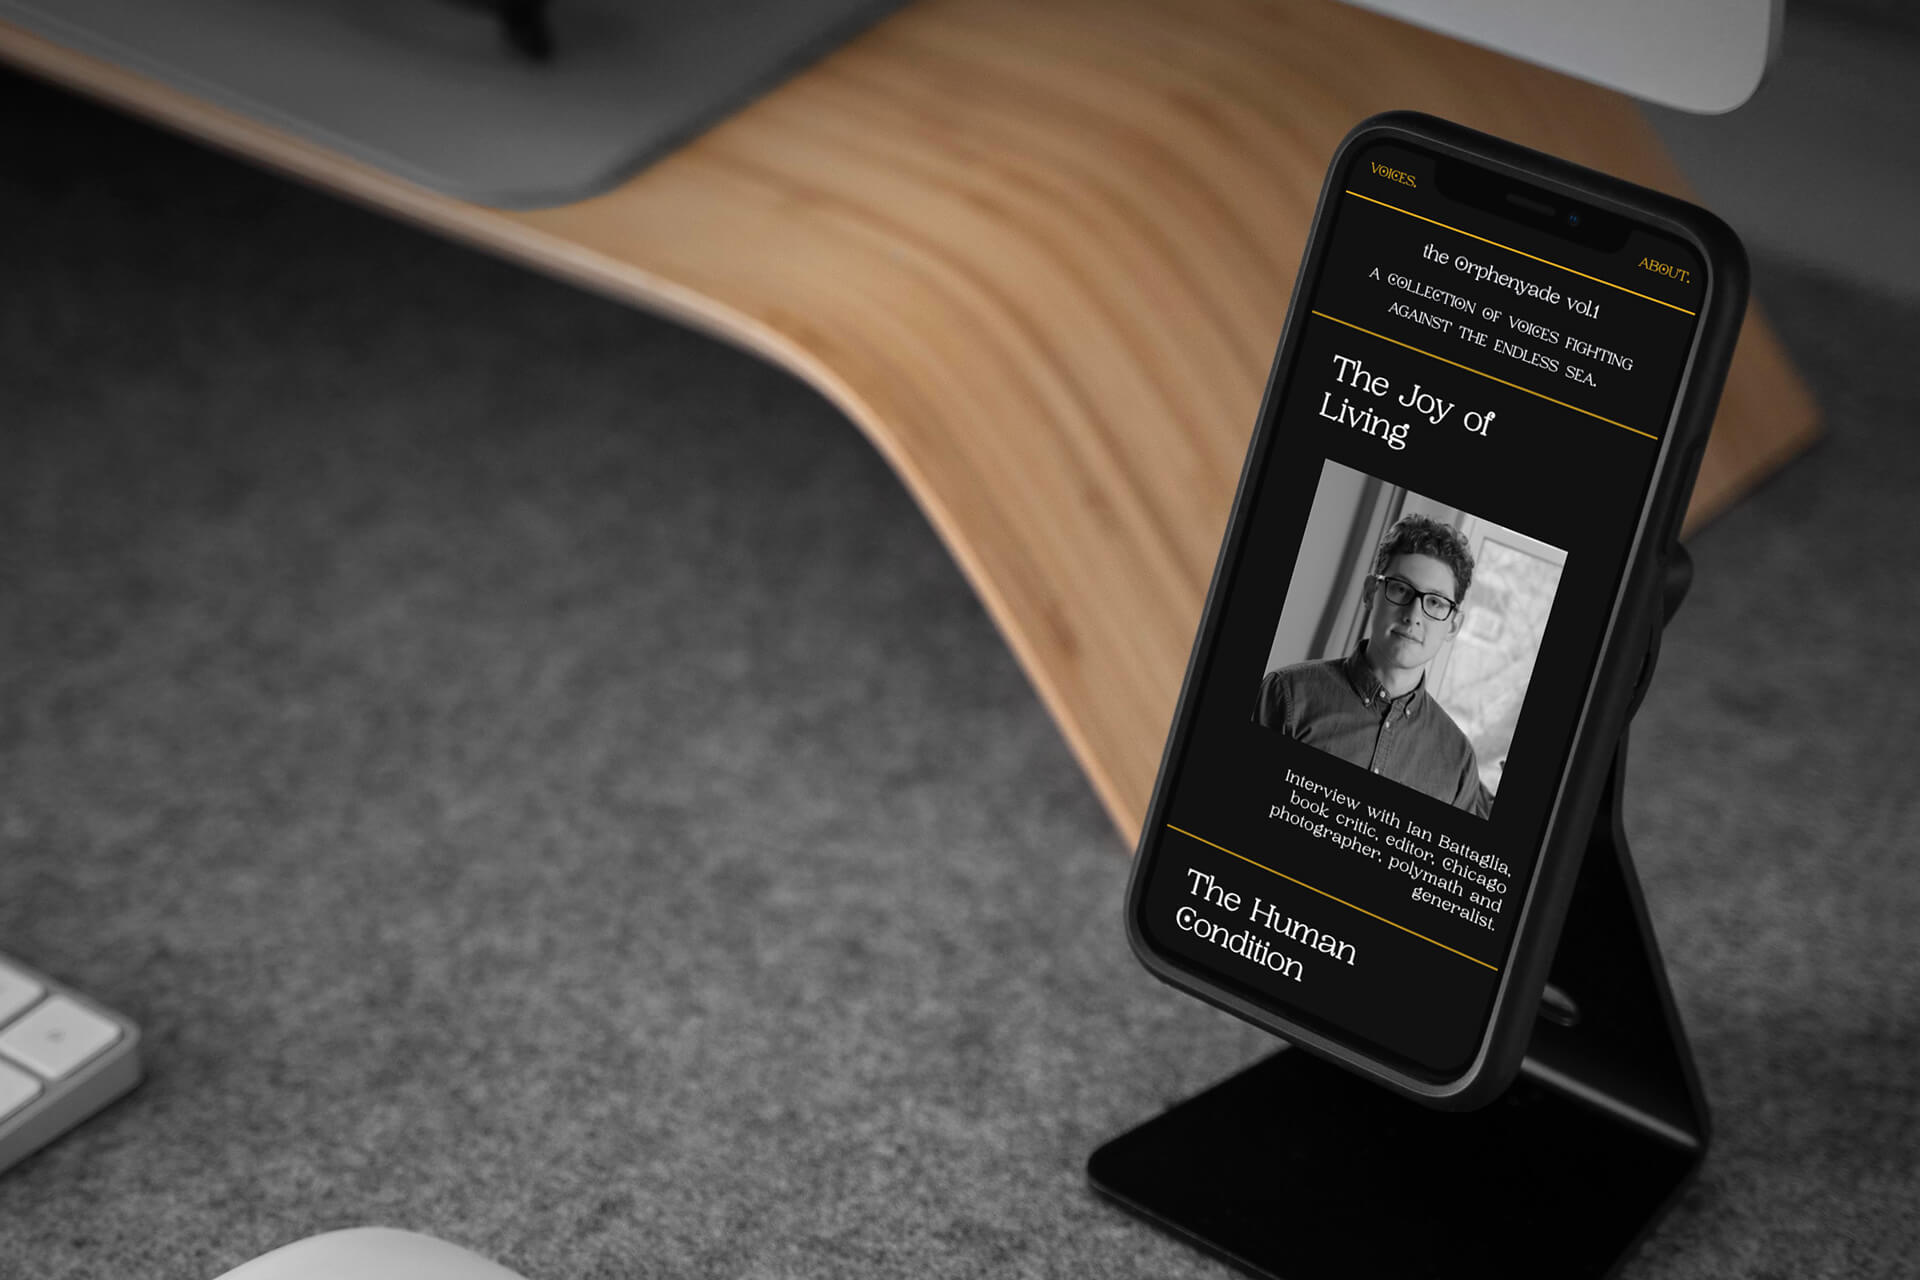 VOICES.
ABOUT.
the Orphenyade vol.1
A COLLECTION OF VOICES FIGHTING
AGAINST THE ENDLESS SEA.
The Joy of
Living
Interview with Ian Battaglia,
book critic, editor, Chicago
photographer, polymath and
generalist.
The Human
Condition